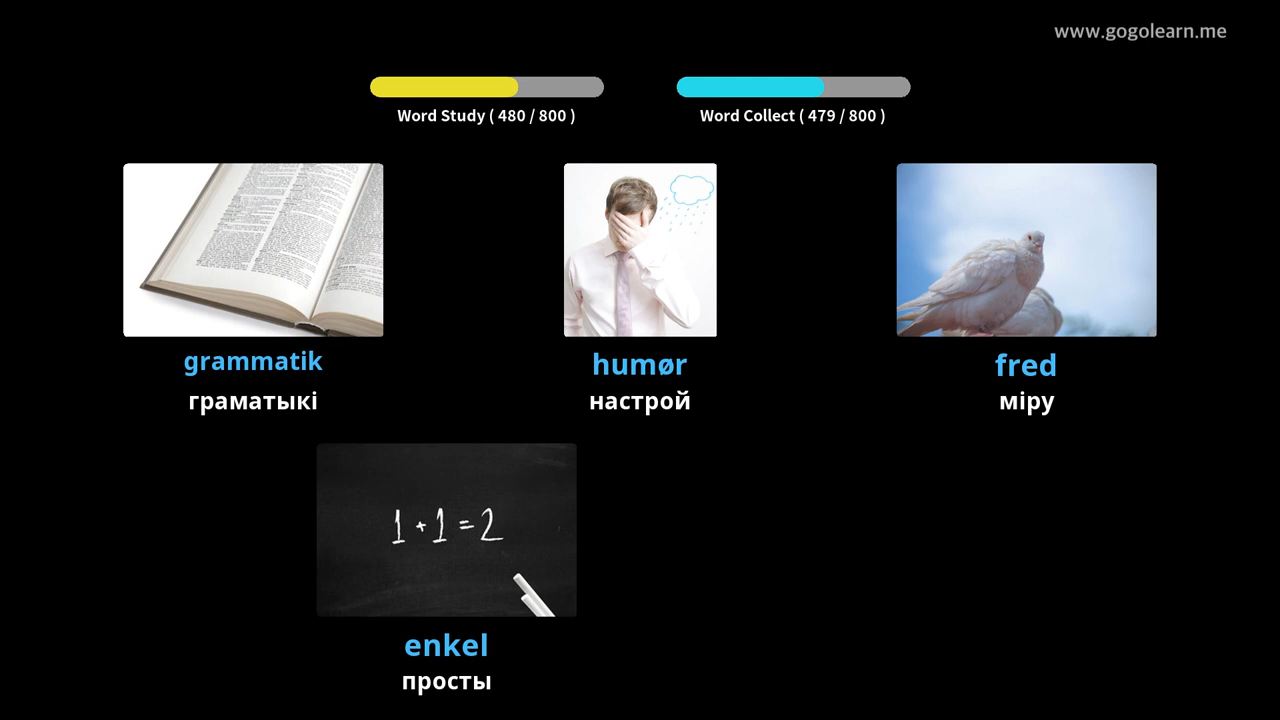 www.gogolearn.me
Word Study ( 480 / 800 )
Word Collect ( 479 / 800 )
grammatik
граматыкі
humør
настрой
fred
міру
1 + 1 = 2
enkel
просты